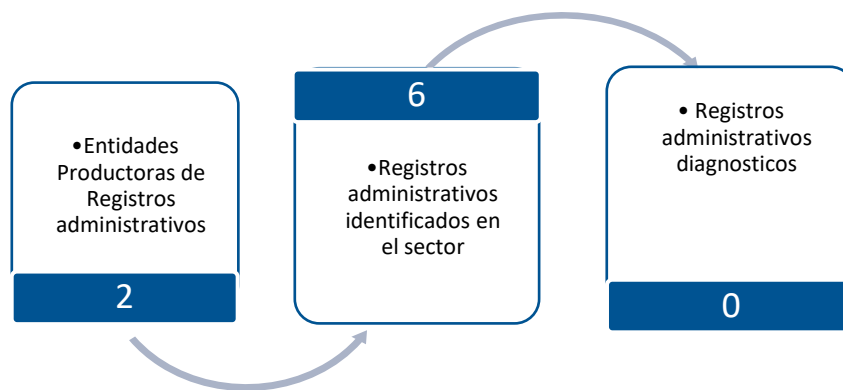 •Entidades
Productoras de
Registros
administrativos
2
6
•Registros
administrativos
identificados en
el sector
• Registros
administrativos
diagnosticos
0